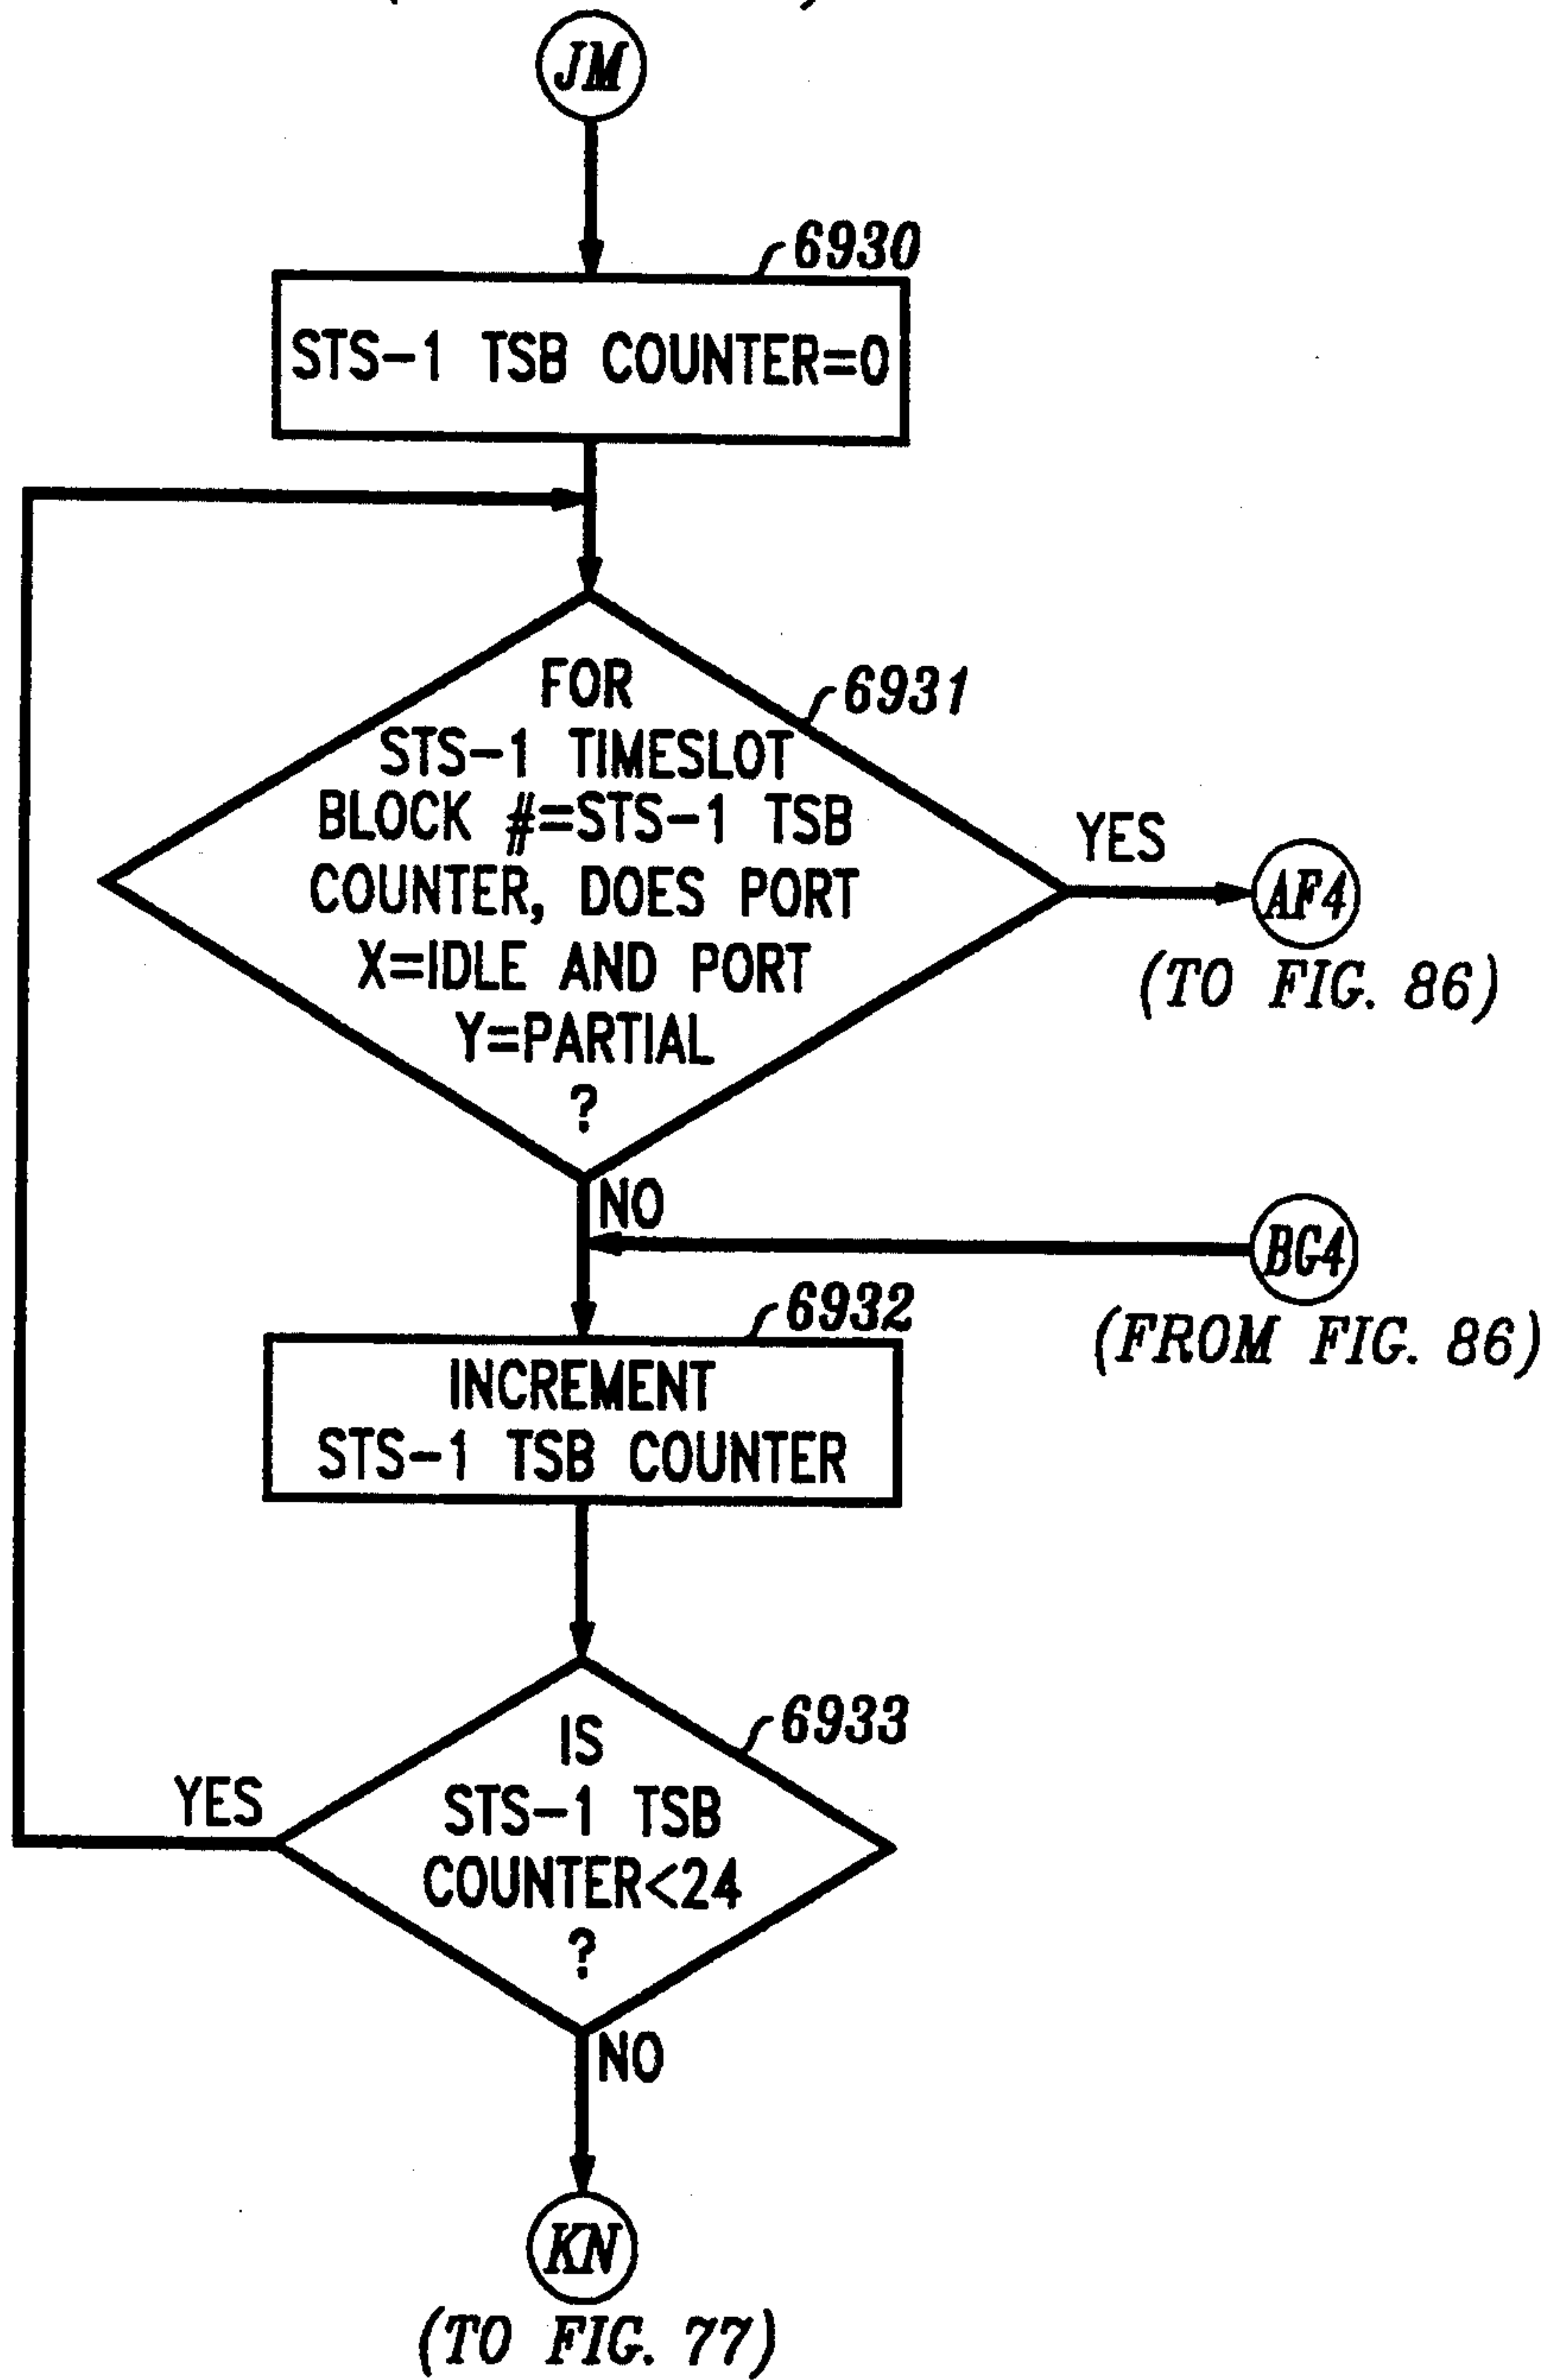 JM
6930
STS-1 TSB COUNTER=0
FOR
6931
STS-1 TIMESLOT
BLOCK #=STS-1 TSB
COUNTER, DOES PORT
X=IDLE AND PORT
Y=PARTIAL
?
YES
AF4
(TO FIG. 86)
NO
BG4
(FROM FIG. 86)
6932
INCREMENT
STS-1 TSB COUNTER
6933
IS
STS-1 TSB
COUNTER<24
?
YES
NO
KN
(TO FIG. 77)